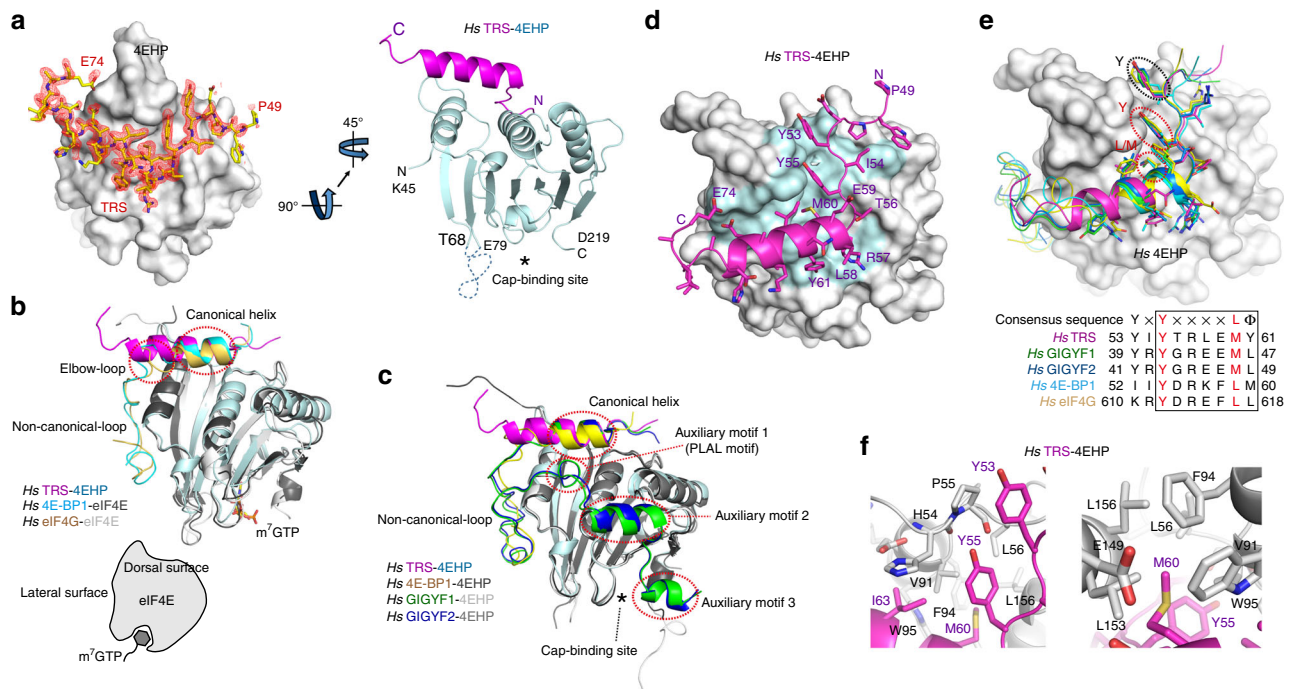 a
4EHP
E74
P49
TRS
45°
90°
Hs TRS-4EHP
C
N
N
K45
T68
E79
D219
C
*
Cap-binding site
b
Canonical helix
Elbow-loop
Non-canonical-loop
Hs TRS-4EHP
Hs 4E-BP1-eIF4E
Hs eIF4G-eIF4E
m⁷GTP
Dorsal surface
Lateral surface
eIF4E
m⁷GTP
c
Canonical helix
Auxiliary motif 1
(PLAL motif)
Non-canonical-loop
Auxiliary motif 2
Hs TRS-4EHP
Hs 4E-BP1-4EHP
Hs GIGYF1-4EHP
Hs GIGYF2-4EHP
*
Auxiliary motif 3
Cap-binding site
d
Hs TRS-4EHP
N
P49
Y53
Y55
I54
E74
E59
M60
T56
C
R57
L58
Y61
e
Y
Y
L/M
Hs 4EHP
Consensus sequence Y × Y × × × × L Φ
Hs TRS 53 Y I Y T R L E M Y 61
Hs GIGYF1 39 Y R Y G R E E M L 47
Hs GIGYF2 41 Y R Y G R E E M L 49
Hs 4E-BP1 52 I I Y D R K F L M 60
Hs eIF4G 610 K R Y D R E F L L 618
f
Hs TRS-4EHP
Y53
P55
H54
Y55
L56
V91
I63
F94
L156
W95
M60
F94
L156
L56
E149
V91
M60
W95
L153
Y55